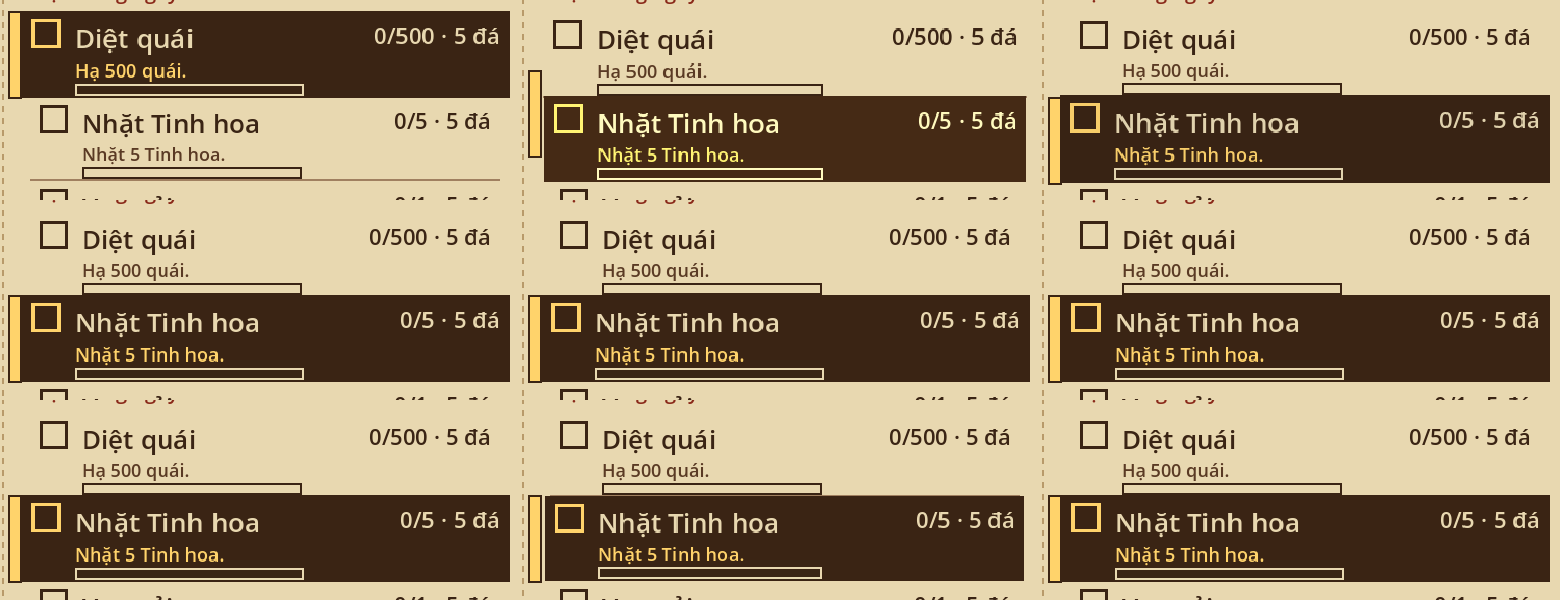 Diệt quái 0/500 · 5 đá
Hạ 500 quái.
Nhặt Tinh hoa 0/5 · 5 đá
Nhặt 5 Tinh hoa.
Diệt quái 0/500 · 5 đá
Hạ 500 quái.
Nhặt Tinh hoa 0/5 · 5 đá
Nhặt 5 Tinh hoa.
Diệt quái 0/500 · 5 đá
Hạ 500 quái.
Nhặt Tinh hoa 0/5 · 5 đá
Nhặt 5 Tinh hoa.
Diệt quái 0/500 · 5 đá
Hạ 500 quái.
Nhặt Tinh hoa 0/5 · 5 đá
Nhặt 5 Tinh hoa.
Diệt quái 0/500 · 5 đá
Hạ 500 quái.
Nhặt Tinh hoa 0/5 · 5 đá
Nhặt 5 Tinh hoa.
Diệt quái 0/500 · 5 đá
Hạ 500 quái.
Nhặt Tinh hoa 0/5 · 5 đá
Nhặt 5 Tinh hoa.
Diệt quái 0/500 · 5 đá
Hạ 500 quái.
Nhặt Tinh hoa 0/5 · 5 đá
Nhặt 5 Tinh hoa.
Diệt quái 0/500 · 5 đá
Hạ 500 quái.
Nhặt Tinh hoa 0/5 · 5 đá
Nhặt 5 Tinh hoa.
Diệt quái 0/500 · 5 đá
Hạ 500 quái.
Nhặt Tinh hoa 0/5 · 5 đá
Nhặt 5 Tinh hoa.